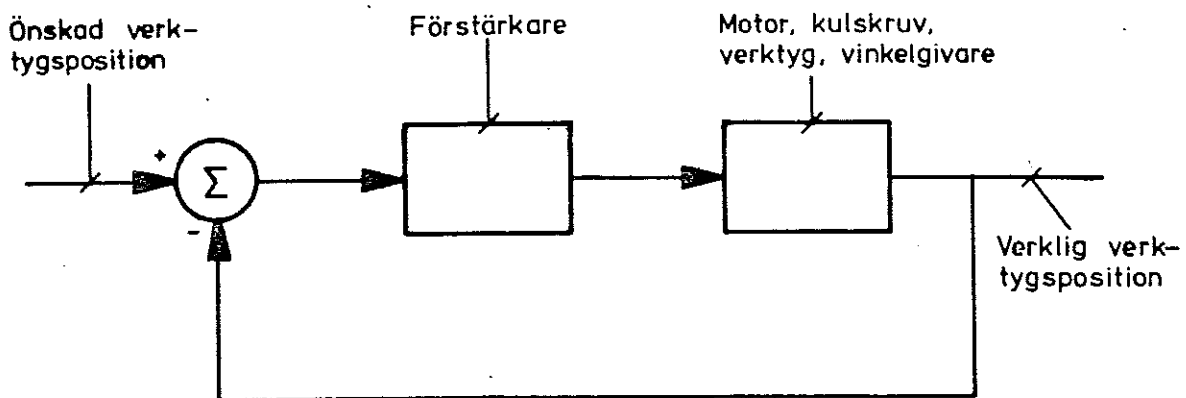 Önskad verk-
tygsposition
Förstärkare
Motor, kulskruv,
verktyg, vinkelgivare
+
Σ
-
Verklig verk-
tygsposition